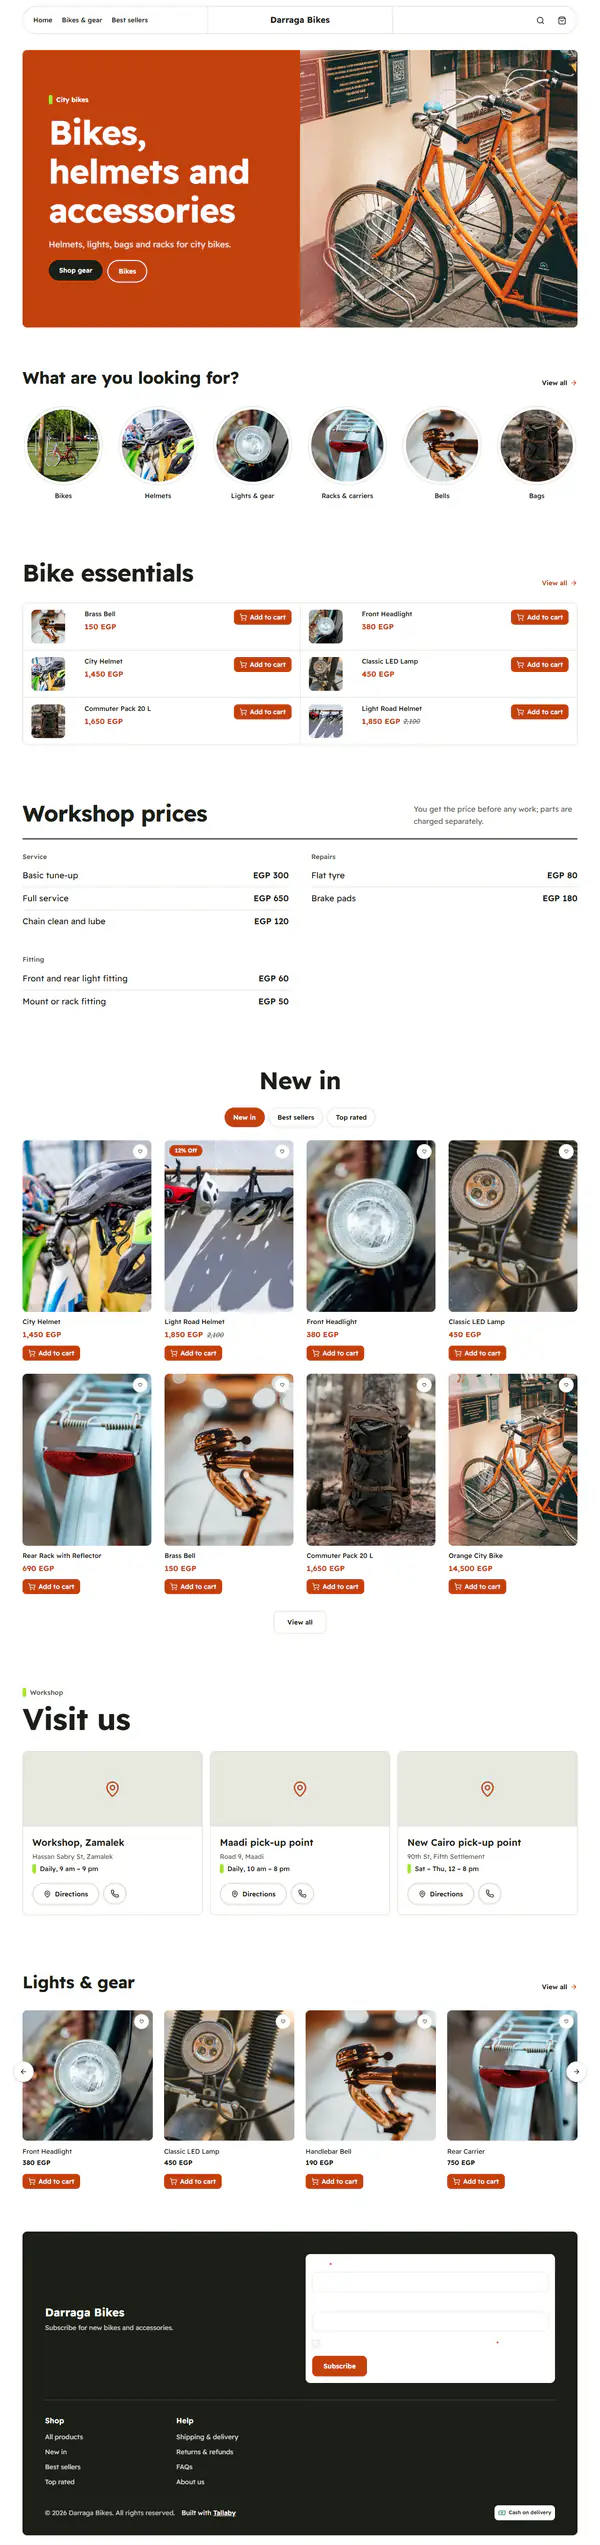 Home Bikes & gear Best sellers
Darraga Bikes
City bikes
Bikes,
helmets and
accessories
Helmets, lights, bags and racks for city bikes.
Shop gear
Bikes
What are you looking for?
View all →
Bikes
Helmets
Lights & gear
Racks & carriers
Bells
Bags
Bike essentials
View all →
Brass Bell
150 EGP
Add to cart
Front Headlight
380 EGP
Add to cart
City Helmet
1,450 EGP
Add to cart
Classic LED Lamp
450 EGP
Add to cart
Commuter Pack 20 L
1,650 EGP
Add to cart
Light Road Helmet
1,850 EGP 2,100
Add to cart
Workshop prices
You get the price before any work; parts are
charged separately.
Service
Basic tune-up EGP 300
Full service EGP 650
Chain clean and lube EGP 120
Repairs
Flat tyre EGP 80
Brake pads EGP 180
Fitting
Front and rear light fitting EGP 60
Mount or rack fitting EGP 50
New in
New in
Best sellers
Top rated
12% Off
City Helmet
1,450 EGP
Add to cart
Light Road Helmet
1,850 EGP 2,100
Add to cart
Front Headlight
380 EGP
Add to cart
Classic LED Lamp
450 EGP
Add to cart
Rear Rack with Reflector
690 EGP
Add to cart
Brass Bell
150 EGP
Add to cart
Commuter Pack 20 L
1,650 EGP
Add to cart
Orange City Bike
14,500 EGP
Add to cart
View all
Workshop
Visit us
Workshop, Zamalek
Hassan Sabry St, Zamalek
Daily, 9 am – 9 pm
Directions
Maadi pick-up point
Road 9, Maadi
Daily, 10 am – 8 pm
Directions
New Cairo pick-up point
90th St, Fifth Settlement
Sat – Thu, 12 – 8 pm
Directions
Lights & gear
View all →
Front Headlight
380 EGP
Add to cart
Classic LED Lamp
450 EGP
Add to cart
Handlebar Bell
190 EGP
Add to cart
Rear Carrier
750 EGP
Add to cart
Darraga Bikes
Subscribe for new bikes and accessories.
*
*
Subscribe
Shop
All products
New in
Best sellers
Top rated
Help
Shipping & delivery
Returns & refunds
FAQs
About us
© 2026 Darraga Bikes. All rights reserved. Built with Tallaby
Cash on delivery